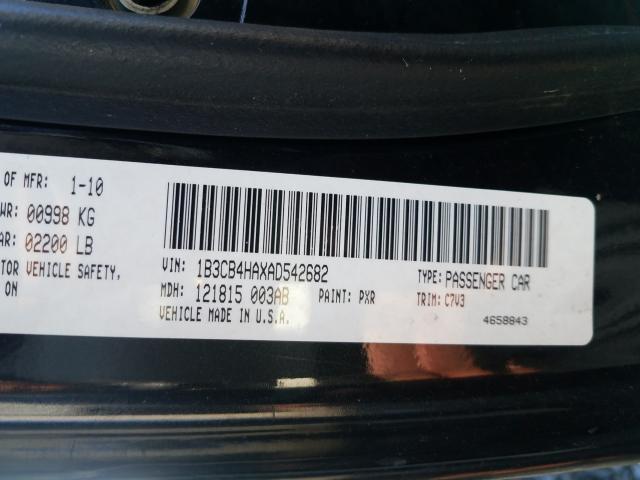 OF MFR: 1-10
WR: 00998 KG
AR: 02200 LB
TOR VEHICLE SAFETY,
ON
VIN: 1B3CB4HAXAD542682
TYPE: PASSENGER CAR
MDH: 121815 003AB PAINT: PXR TRIM: C7V3
VEHICLE MADE IN U.S.A.
4658843